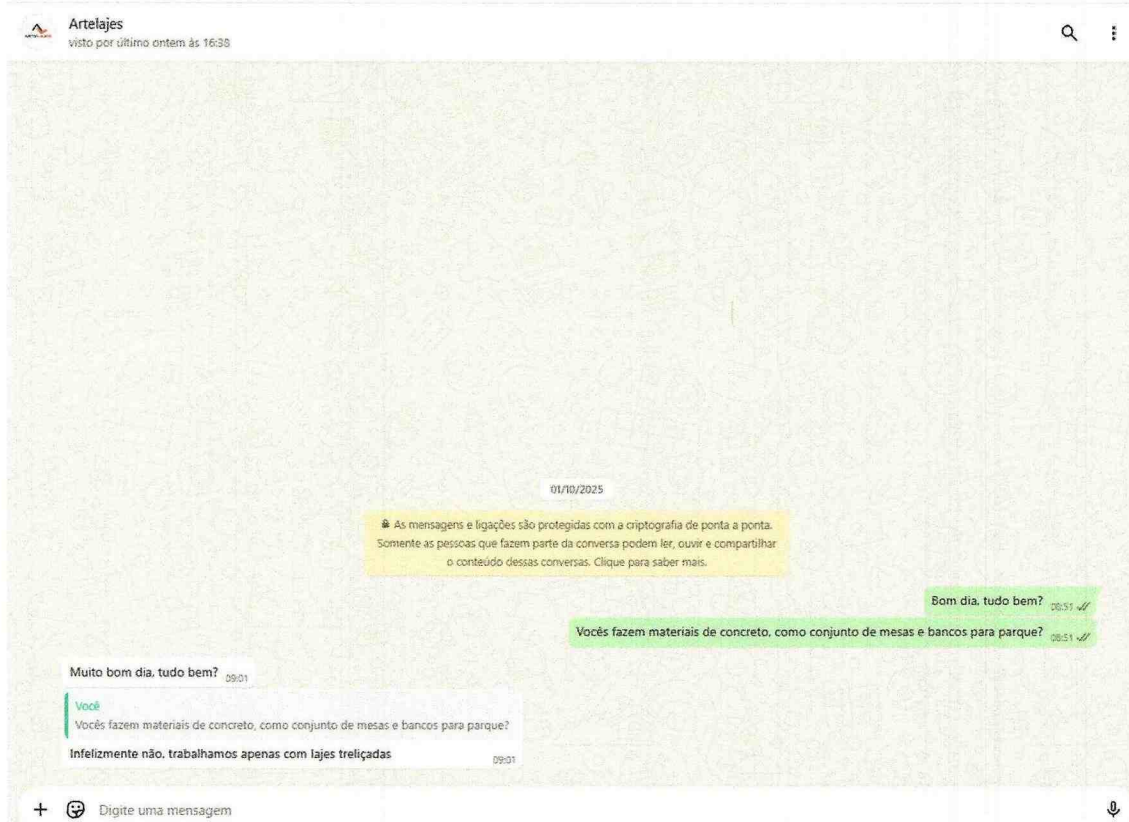 Artelajes
visto por último ontem às 16:38
01/10/2025
As mensagens e ligações são protegidas com a criptografia de ponta a ponta.
Somente as pessoas que fazem parte da conversa podem ler, ouvir e compartilhar
o conteúdo dessas conversas. Clique para saber mais.
Bom dia, tudo bem? 08:51
Vocês fazem materiais de concreto, como conjunto de mesas e bancos para parque? 08:51
Muito bom dia, tudo bem? 09:01
Você
Vocês fazem materiais de concreto, como conjunto de mesas e bancos para parque?
Infelizmente não, trabalhamos apenas com lajes treliçadas 09:01
Digite uma mensagem